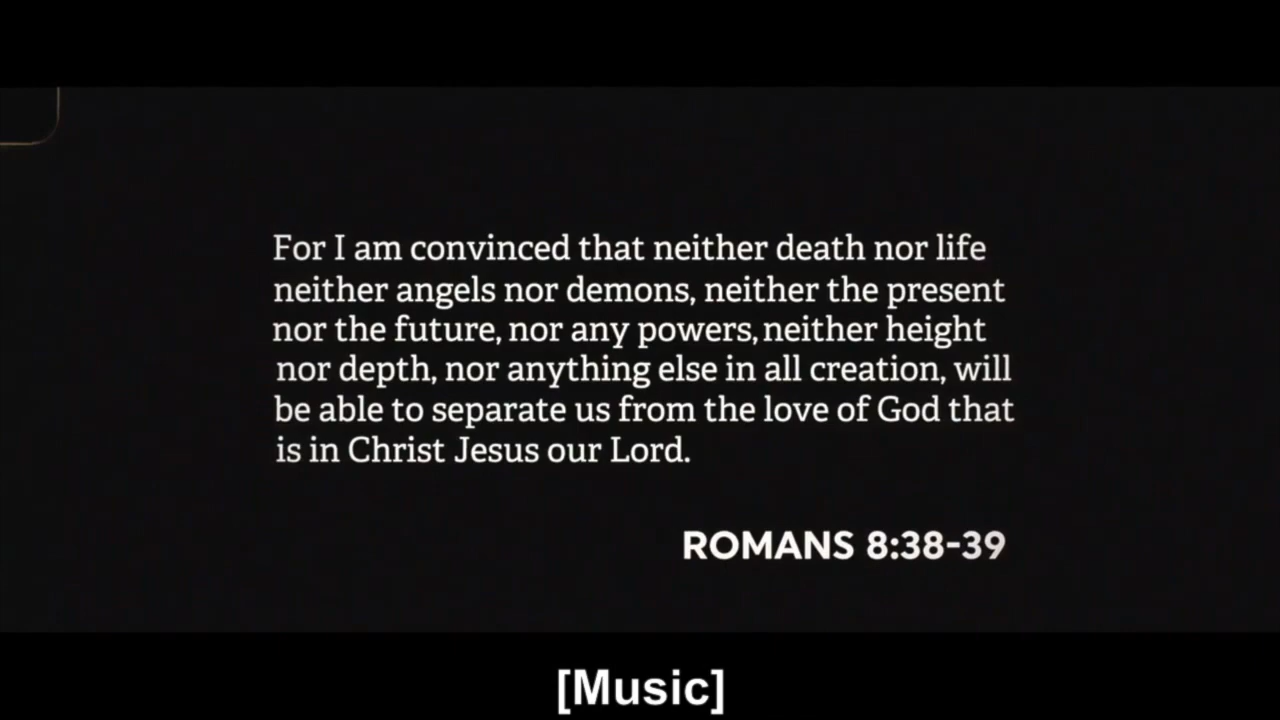 For I am convinced that neither death nor life
neither angels nor demons, neither the present
nor the future, nor any powers, neither height
nor depth, nor anything else in all creation, will
be able to separate us from the love of God that
is in Christ Jesus our Lord.
ROMANS 8:38-39
[Music]